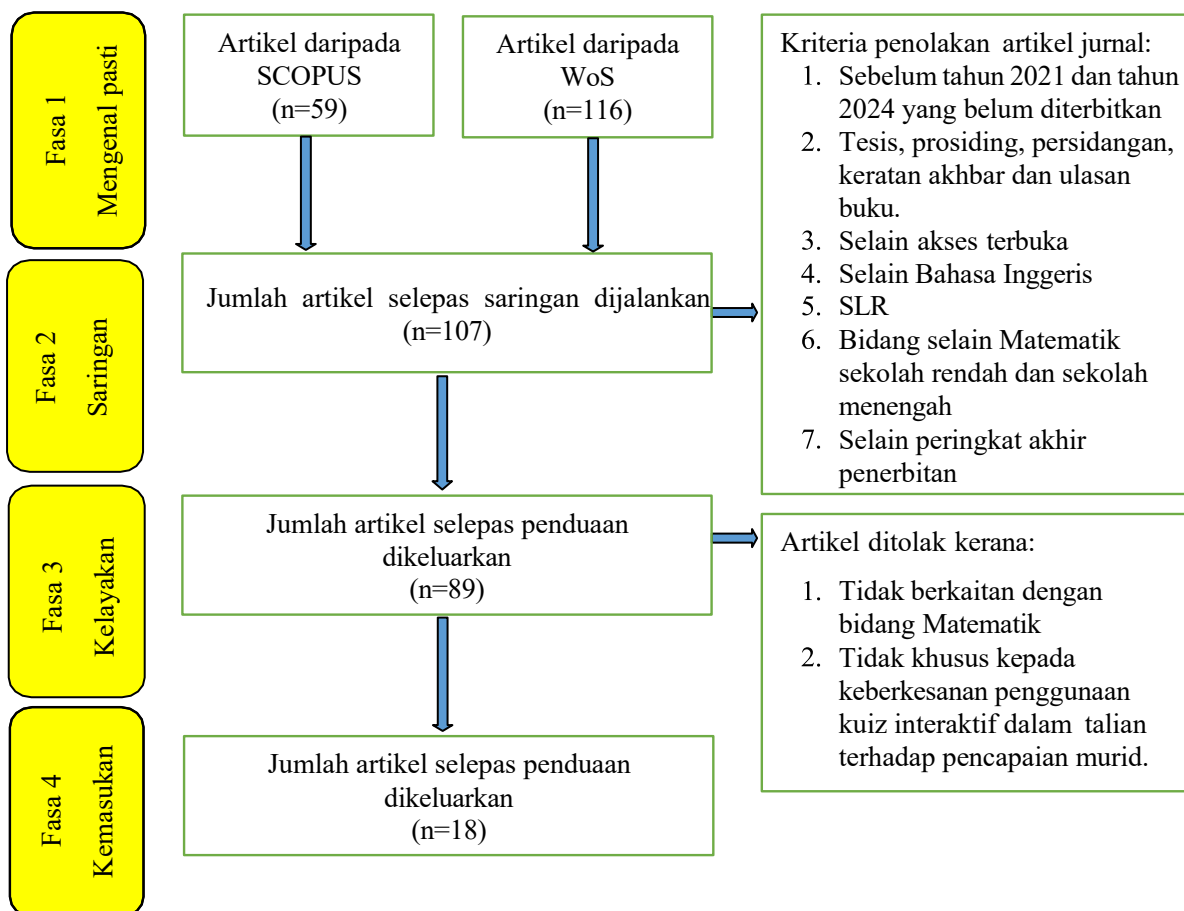 Fasa 1
Mengenal pasti
Artikel daripada
SCOPUS
(n=59)
Artikel daripada
WoS
(n=116)
Kriteria penolakan artikel jurnal:
1. Sebelum tahun 2021 dan tahun
2024 yang belum diterbitkan
2. Tesis, prosiding, persidangan,
keratan akhbar dan ulasan
buku.
3. Selain akses terbuka
4. Selain Bahasa Inggeris
5. SLR
6. Bidang selain Matematik
sekolah rendah dan sekolah
menengah
7. Selain peringkat akhir
penerbitan
Fasa 2
Saringan
Jumlah artikel selepas saringan dijalankan
(n=107)
Fasa 3
Kelayakan
Jumlah artikel selepas penduaan
dikeluarkan
(n=89)
Artikel ditolak kerana:
1. Tidak berkaitan dengan
bidang Matematik
2. Tidak khusus kepada
keberkesanan penggunaan
kuiz interaktif dalam talian
terhadap pencapaian murid.
Fasa 4
Kemasukan
Jumlah artikel selepas penduaan
dikeluarkan
(n=18)